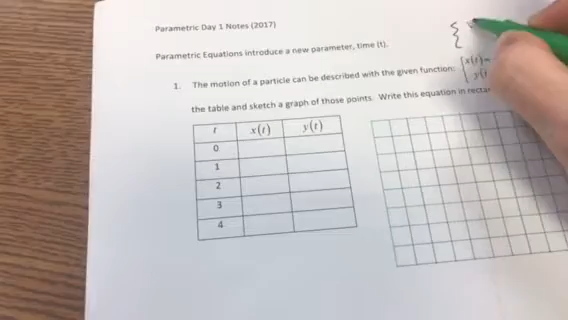 Parametric Day 1 Notes (2017)
Parametric Equations introduce a new parameter, time (t).
1. The motion of a particle can be described with the given function: {x(t)=
y(t
the table and sketch a graph of those points. Write this equation in
t x(t) y(t)
0
1
2
3
4